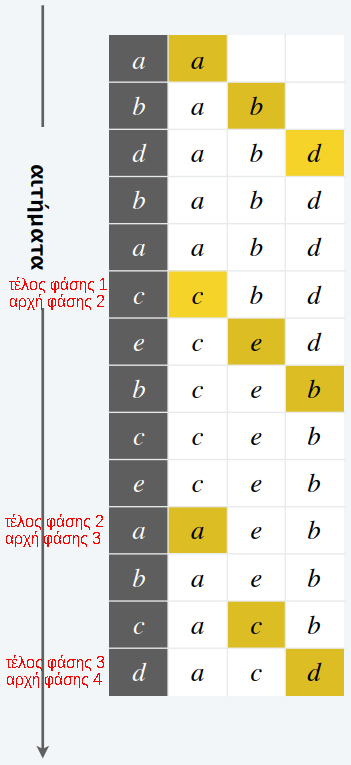 αιτήματα
a a
b a b
d a b d
b a b d
a a b d
τέλος φάσης 1
αρχή φάσης 2
c c b d
e c e d
b c e b
c c e b
e c e b
τέλος φάσης 2
αρχή φάσης 3
a a e b
b a e b
c a c b
τέλος φάσης 3
αρχή φάσης 4
d a c d